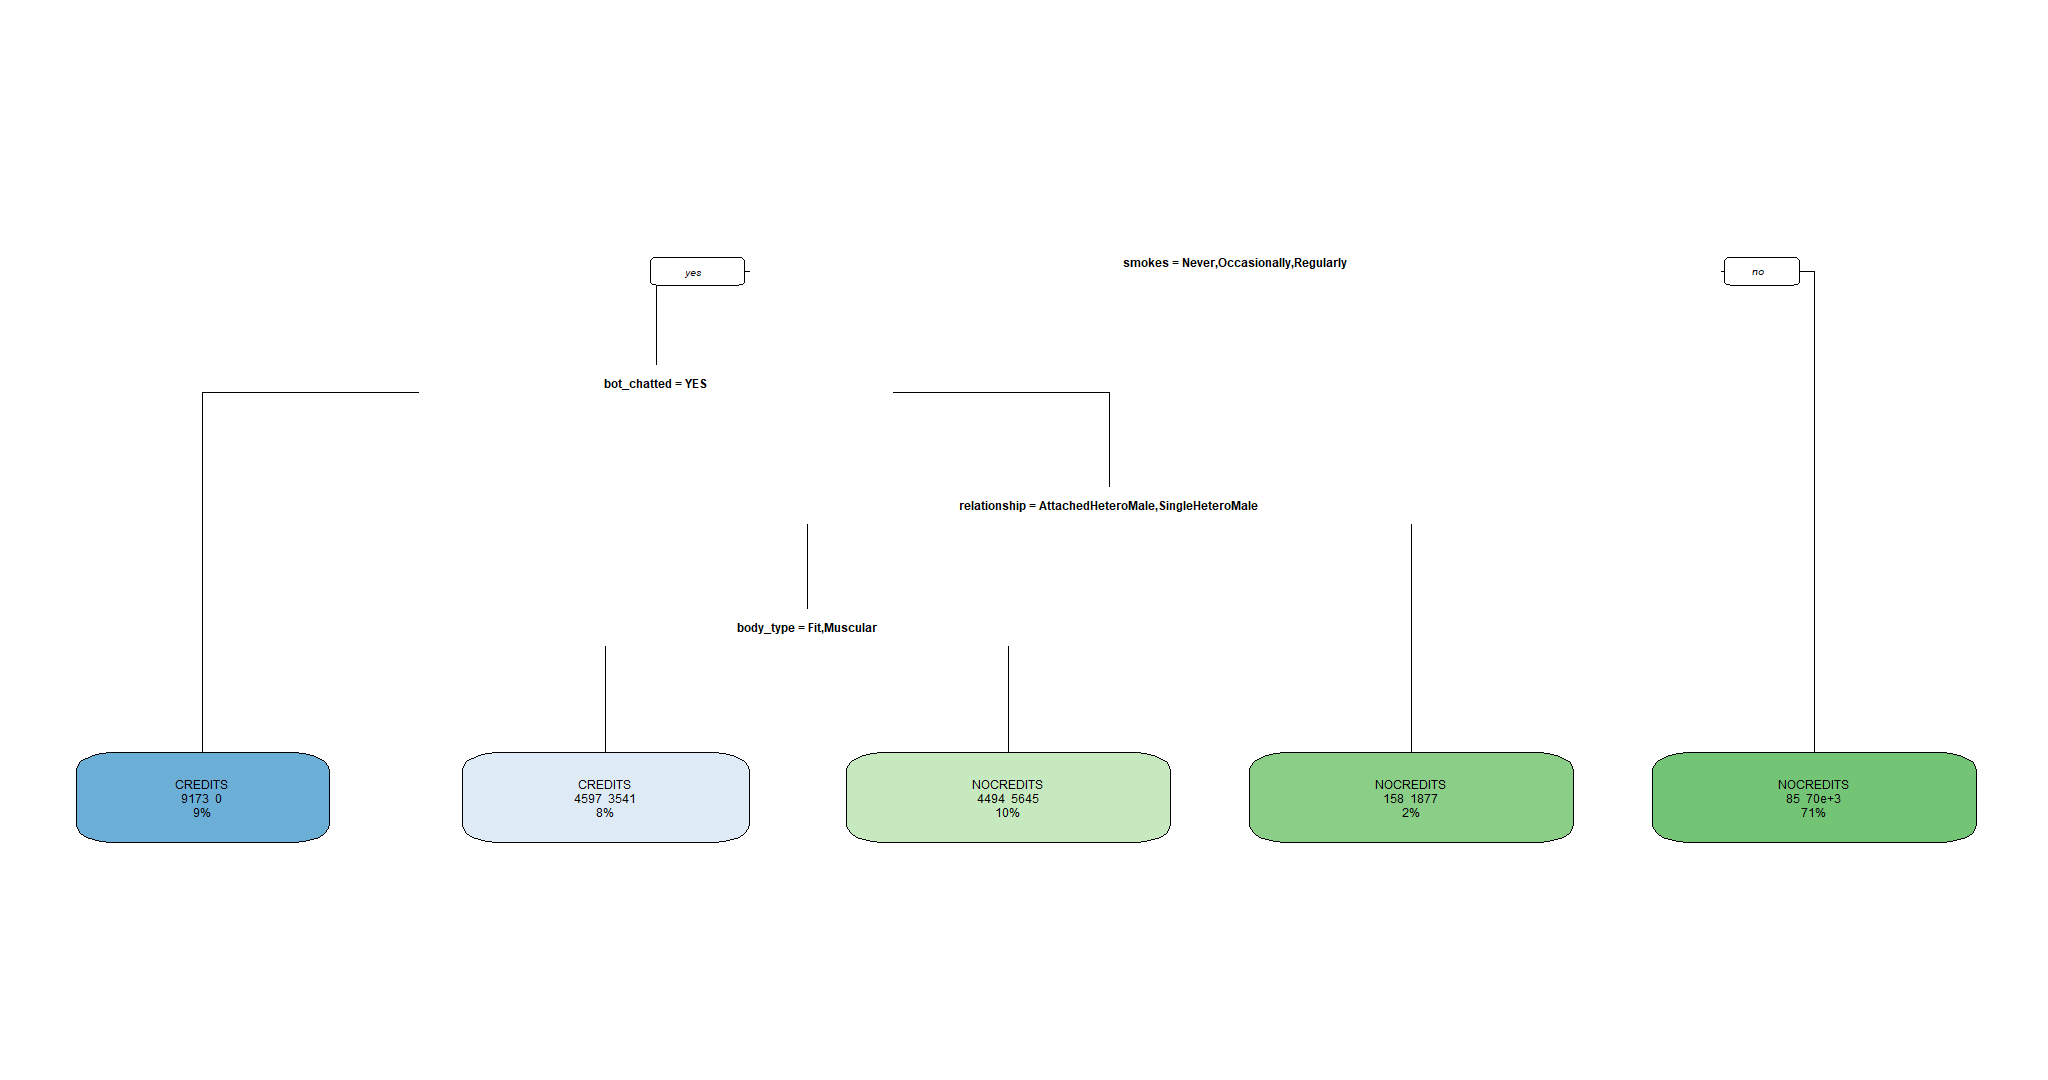 smokes = Never,Occasionally,Regularly
yes
no
bot_chatted = YES
relationship = AttachedHeteroMale,SingleHeteroMale
body_type = Fit,Muscular
CREDITS
9173 0
9%
CREDITS
4597 3541
8%
NOCREDITS
4494 5645
10%
NOCREDITS
158 1877
2%
NOCREDITS
85 70e+3
71%